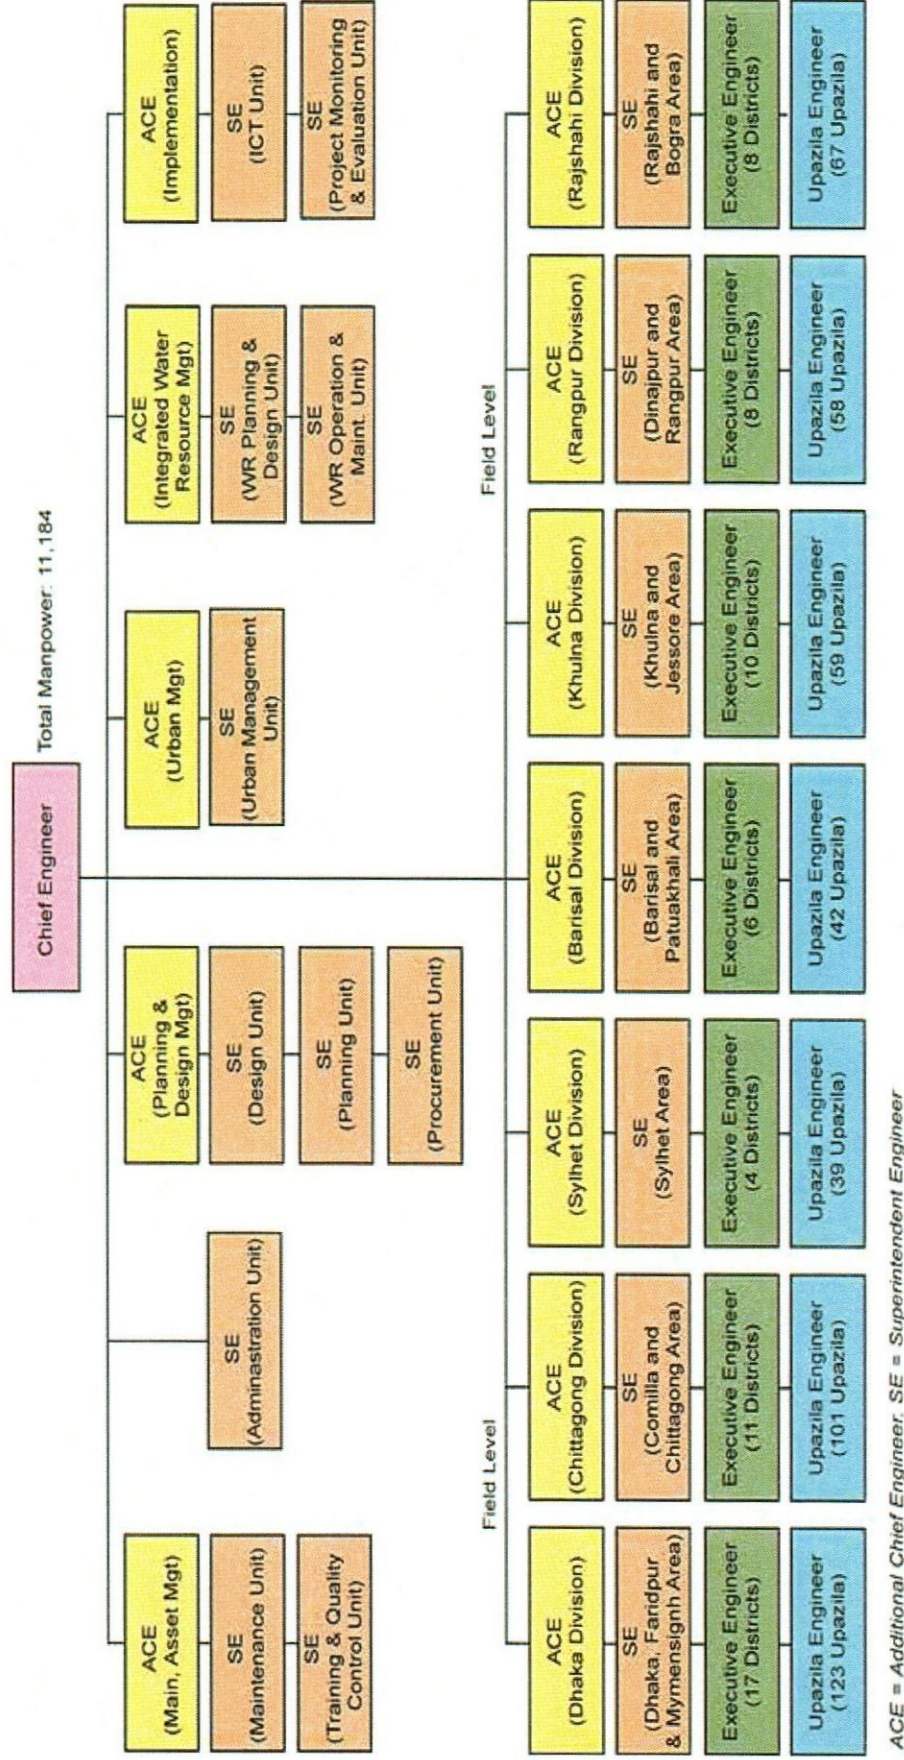 Chief Engineer
Total Manpower: 11,184
ACE
(Main, Asset Mgt)
SE
(Maintenance Unit)
SE
(Training & Quality
Control Unit)
SE
(Adminastration Unit)
ACE
(Planning &
Design Mgt)
SE
(Design Unit)
SE
(Planning Unit)
SE
(Procurement Unit)
ACE
(Urban Mgt)
SE
(Urban Management
Unit)
ACE
(Integrated Water
Resource Mgt)
SE
(WR Planning &
Design Unit)
SE
(WR Operation &
Maint. Unit)
ACE
(Implementation)
SE
(ICT Unit)
SE
(Project Monitoring
& Evaluation Unit)
Field Level
Field Level
ACE
(Dhaka Division)
SE
(Dhaka, Faridpur
& Mymensignh Area)
Executive Engineer
(17 Districts)
Upazila Engineer
(123 Upazila)
ACE
(Chittagong Division)
SE
(Comilla and
Chittagong Area)
Executive Engineer
(11 Districts)
Upazila Engineer
(101 Upazila)
ACE
(Sylhet Division)
SE
(Sylhet Area)
Executive Engineer
(4 Districts)
Upazila Engineer
(39 Upazila)
ACE
(Barisal Division)
SE
(Barisal and
Patuakhali Area)
Executive Engineer
(6 Districts)
Upazila Engineer
(42 Upazila)
ACE
(Khulna Division)
SE
(Khulna and
Jessore Area)
Executive Engineer
(10 Districts)
Upazila Engineer
(59 Upazila)
ACE
(Rangpur Division)
SE
(Dinajpur and
Rangpur Area)
Executive Engineer
(8 Districts)
Upazila Engineer
(58 Upazila)
ACE
(Rajshahi Division)
SE
(Rajshahi and
Bogra Area)
Executive Engineer
(8 Districts)
Upazila Engineer
(67 Upazila)
ACE = Additional Chief Engineer, SE = Superintendent Engineer